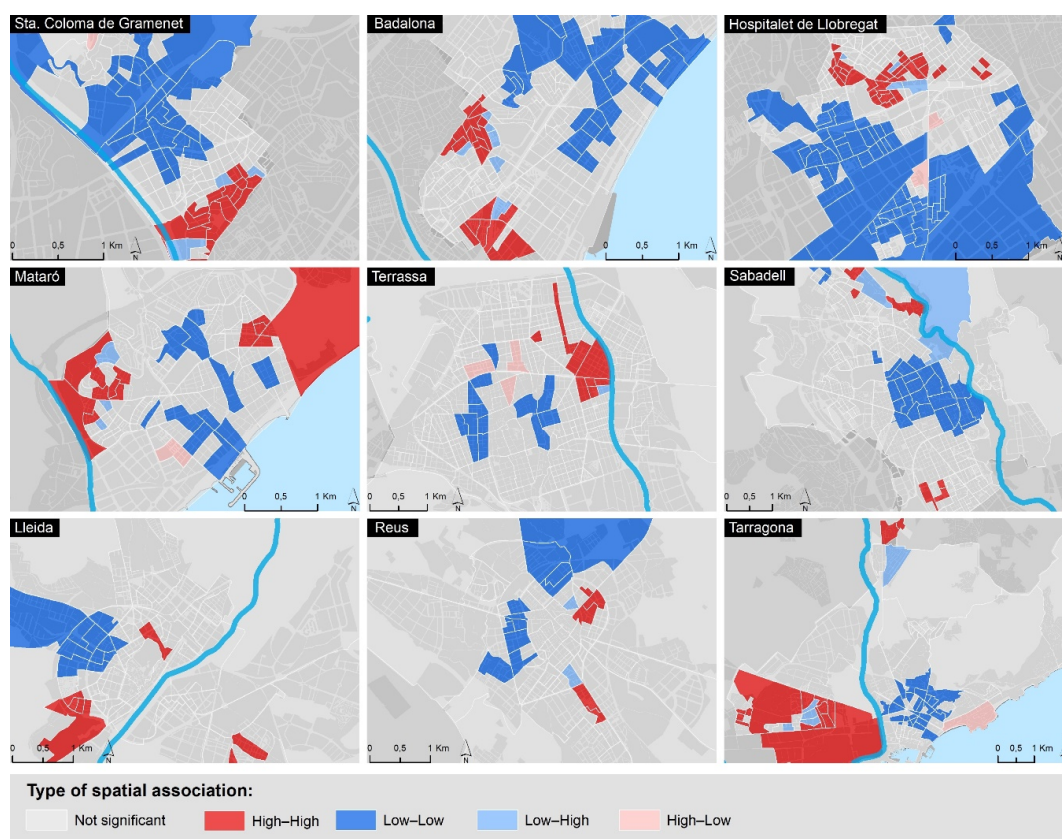 Sta. Coloma de Gramenet
Badalona
Hospitalet de Llobregat
0 0,5 1 Km N
0 0,5 1 Km N
0 0,5 1 Km N
Mataró
Terrassa
Sabadell
0 0,5 1 Km N
0 0,5 1 Km N
0 0,5 1 Km N
Lleida
Reus
Tarragona
0 0,5 1 Km N
0 0,5 1 Km N
0 0,5 1 Km N
Type of spatial association:
Not significant High–High Low–Low Low–High High–Low